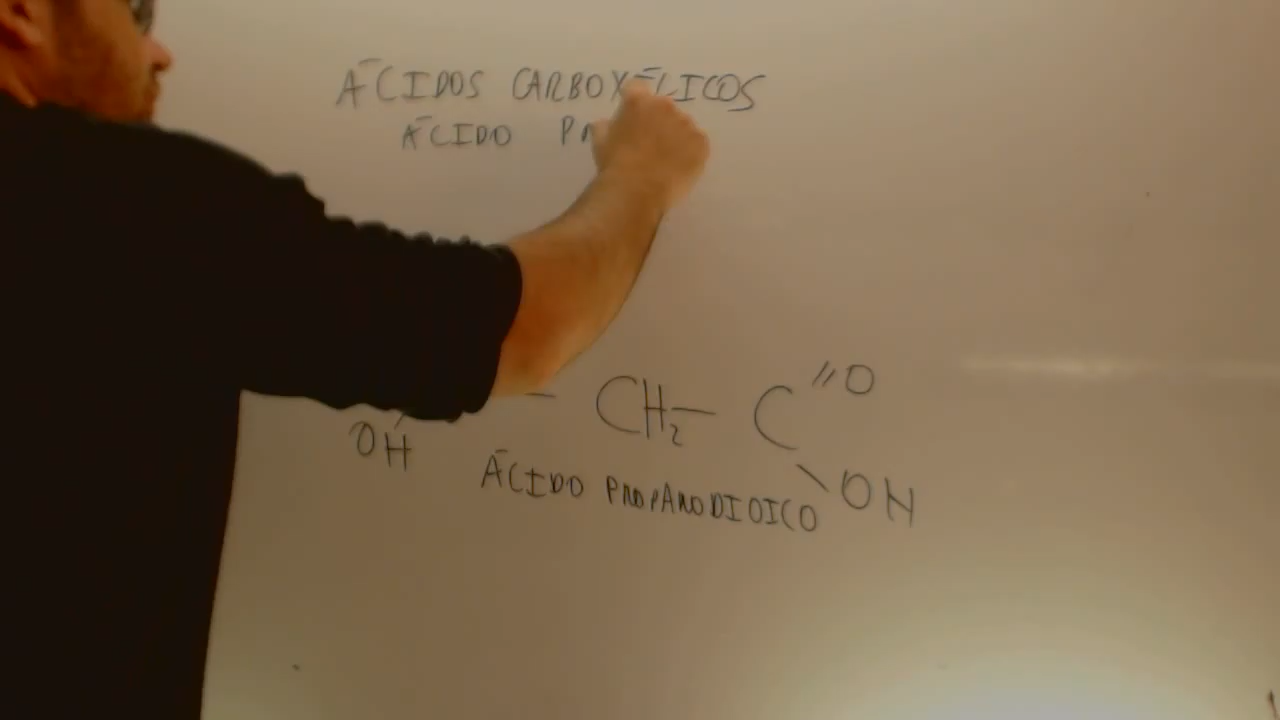 ÁCIDOS CARBOXÍLICOS
ÁCIDO
CH₂ — C //O
OH
\OH
ÁCIDO PROPANODIOICO